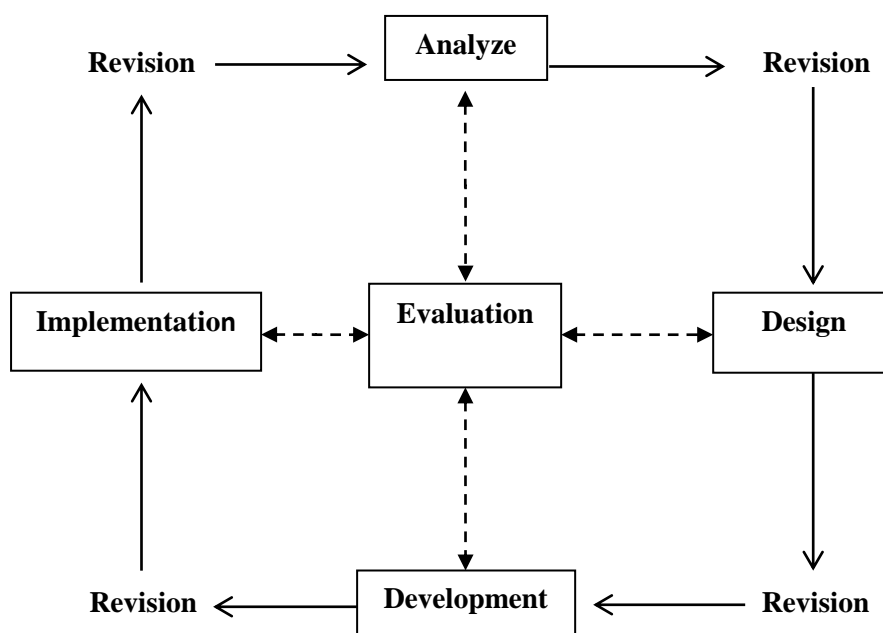 Analyze
Revision
Revision
Implementation
Evaluation
Design
Revision
Development
Revision